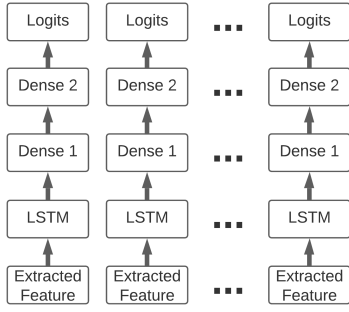 Logits Logits ... Logits
Dense 2 Dense 2 ... Dense 2
Dense 1 Dense 1 ... Dense 1
LSTM LSTM ... LSTM
Extracted Feature Extracted Feature ... Extracted Feature